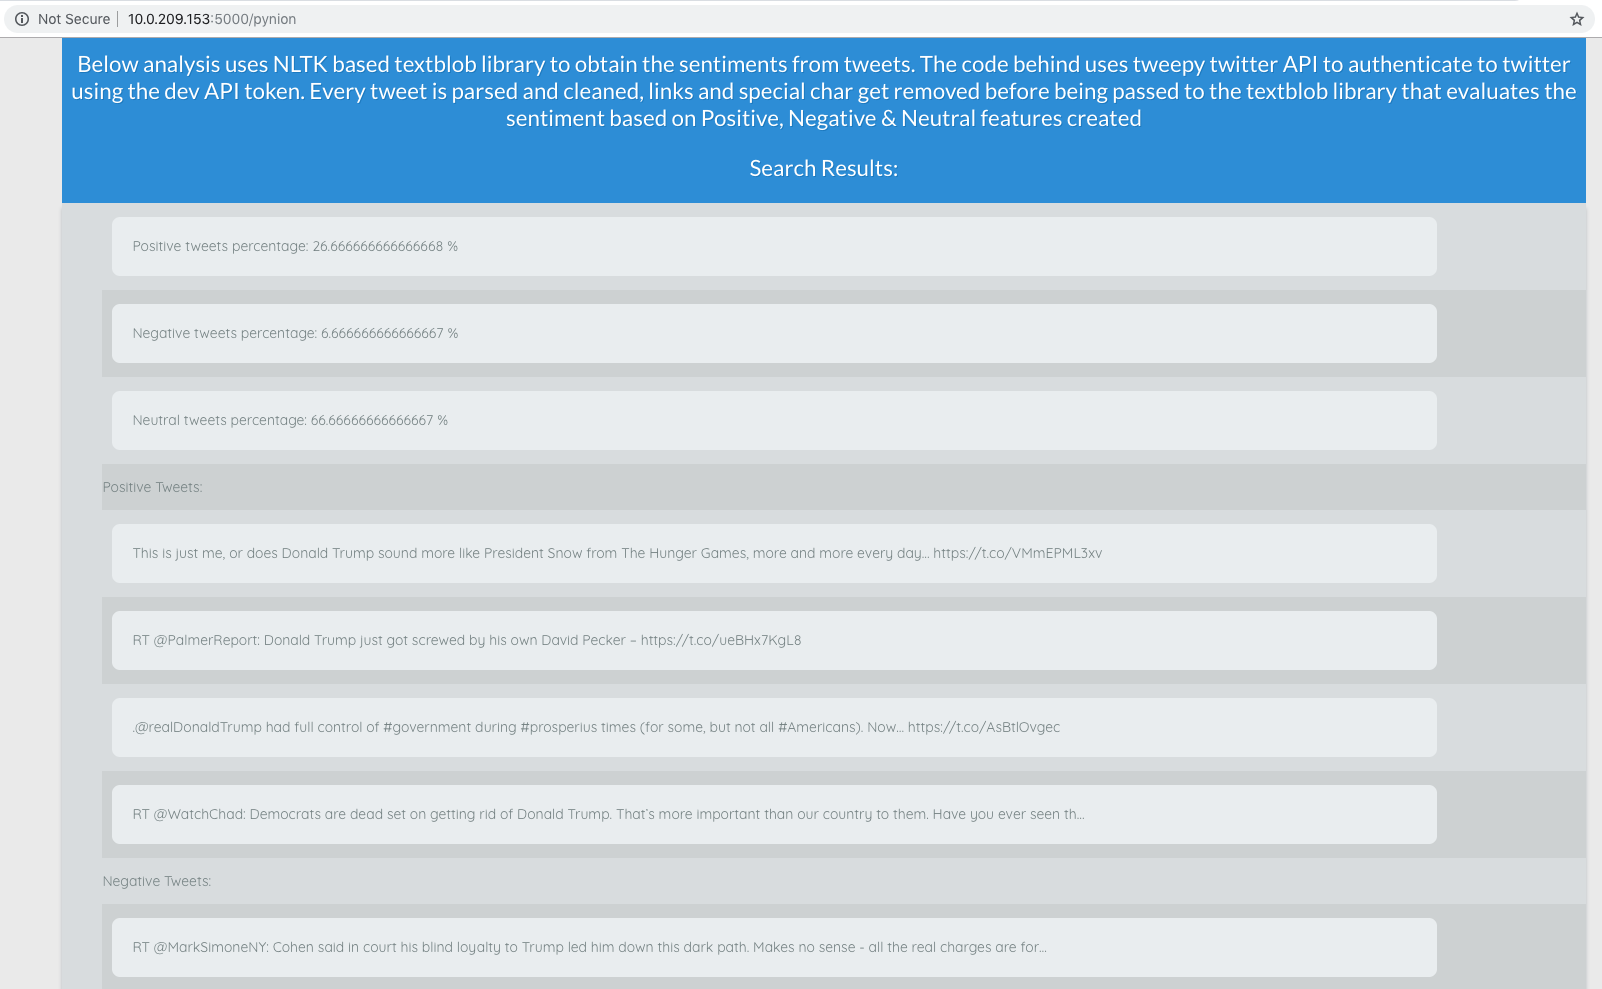 Not Secure | 10.0.209.153:5000/pynion
Below analysis uses NLTK based textblob library to obtain the sentiments from tweets. The code behind uses tweepy twitter API to authenticate to twitter
using the dev API token. Every tweet is parsed and cleaned, links and special char get removed before being passed to the textblob library that evaluates the
sentiment based on Positive, Negative & Neutral features created
Search Results:
Positive tweets percentage: 26.666666666666668 %
Negative tweets percentage: 6.666666666666667 %
Neutral tweets percentage: 66.66666666666667 %
Positive Tweets:
This is just me, or does Donald Trump sound more like President Snow from The Hunger Games, more and more every day… https://t.co/VMmEPML3xv
RT @PalmerReport: Donald Trump just got screwed by his own David Pecker – https://t.co/ueBHx7KgL8
.@realDonaldTrump had full control of #government during #prosperius times (for some, but not all #Americans). Now… https://t.co/AsBtlOvgec
RT @WatchChad: Democrats are dead set on getting rid of Donald Trump. That's more important than our country to them. Have you ever seen th…
Negative Tweets:
RT @MarkSimoneNY: Cohen said in court his blind loyalty to Trump led him down this dark path. Makes no sense - all the real charges are for…